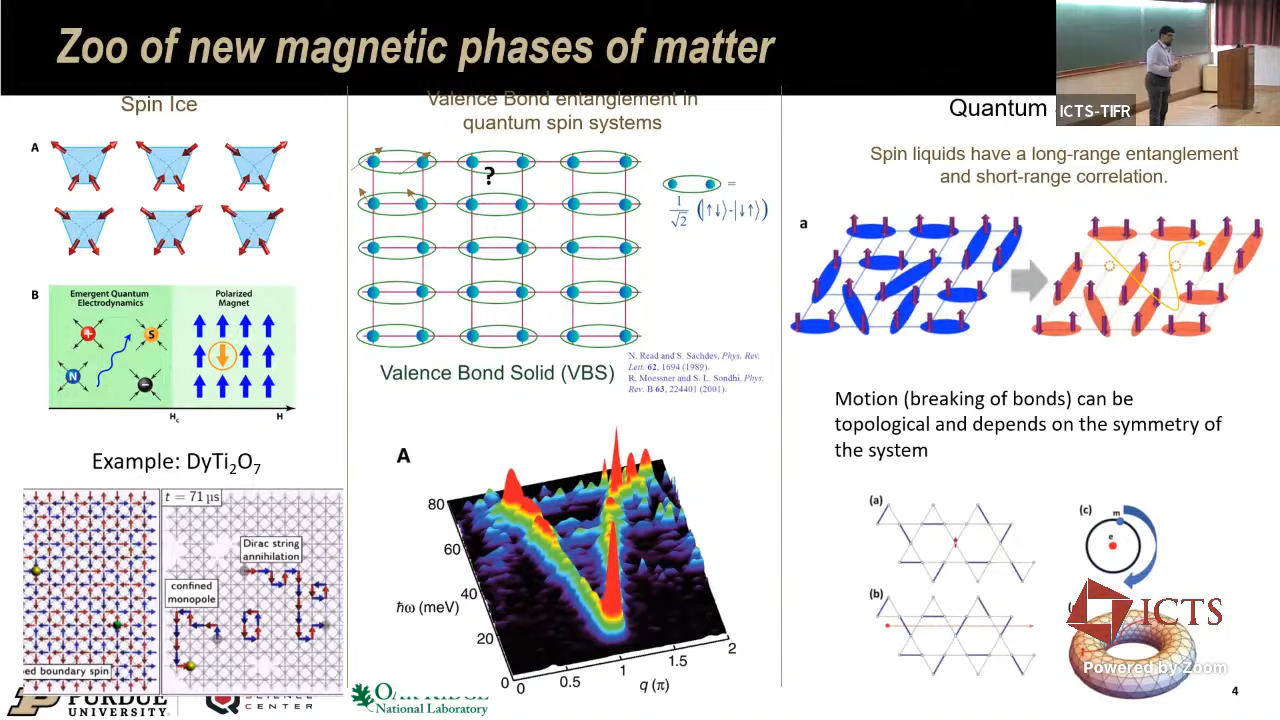 Zoo of new magnetic phases of matter
ICTS-TIFR
Spin Ice
A
B
Emergent Quantum
Electrodynamics
Polarized
Magnet
+
S
N
-
Hc
H
Example: DyTi2O7
t = 71 μs
Dirac string
annihilation
confined
monopole
boundary spin
Valence Bond entanglement in
quantum spin systems
?
=
1/√2 (|↑↓⟩-|↓↑⟩)
Valence Bond Solid (VBS)
N. Read and S. Sachdev, Phys. Rev.
Lett. 62, 1694 (1989).
R. Moessner and S. L. Sondhi, Phys.
Rev. B 63, 224401 (2001).
A
80
60
40
20
0
ħω (meV)
0
0.5
1
1.5
2
q (π)
Quantum
Spin liquids have a long-range entanglement
and short-range correlation.
a
Motion (breaking of bonds) can be
topological and depends on the symmetry of
the system
(a)
(b)
(c)
m
e
ICTS
Powered by Zoom
4
PURDUE
UNIVERSITY
SCIENCE
CENTER
OAK RIDGE
National Laboratory